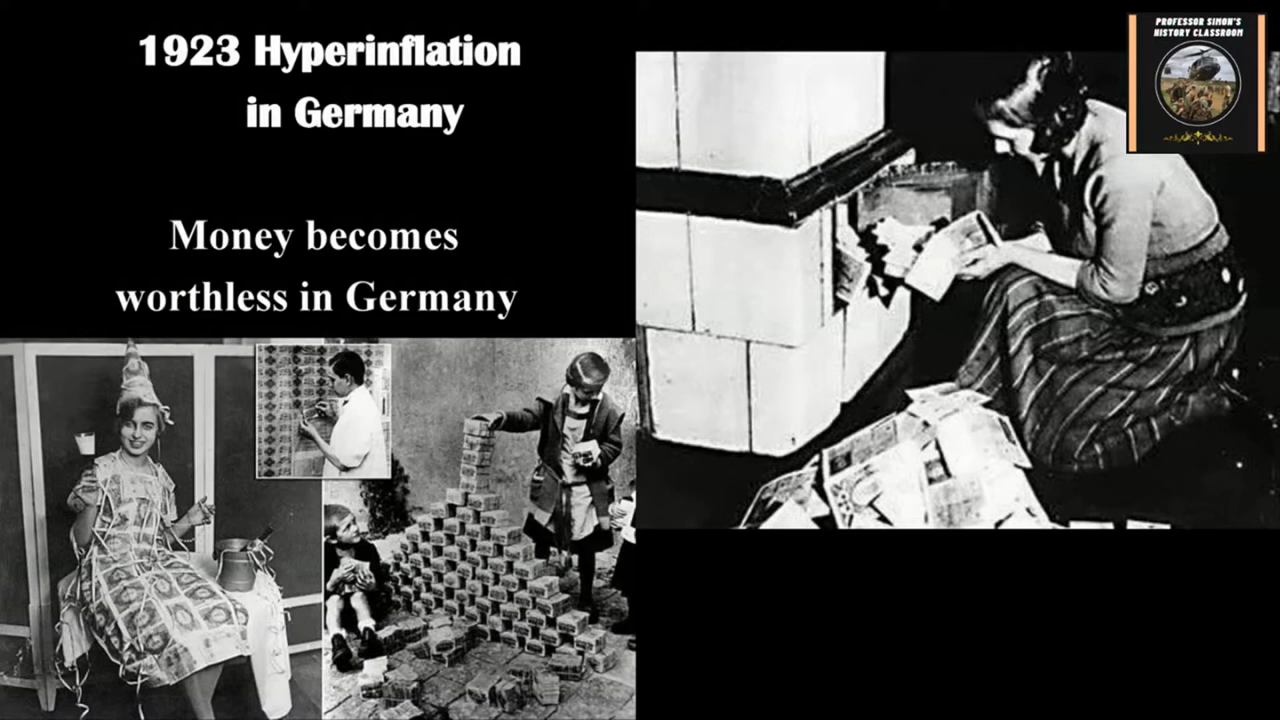 1923 Hyperinflation
in Germany
Money becomes
worthless in Germany
PROFESSOR SIMON'S
HISTORY CLASSROOM